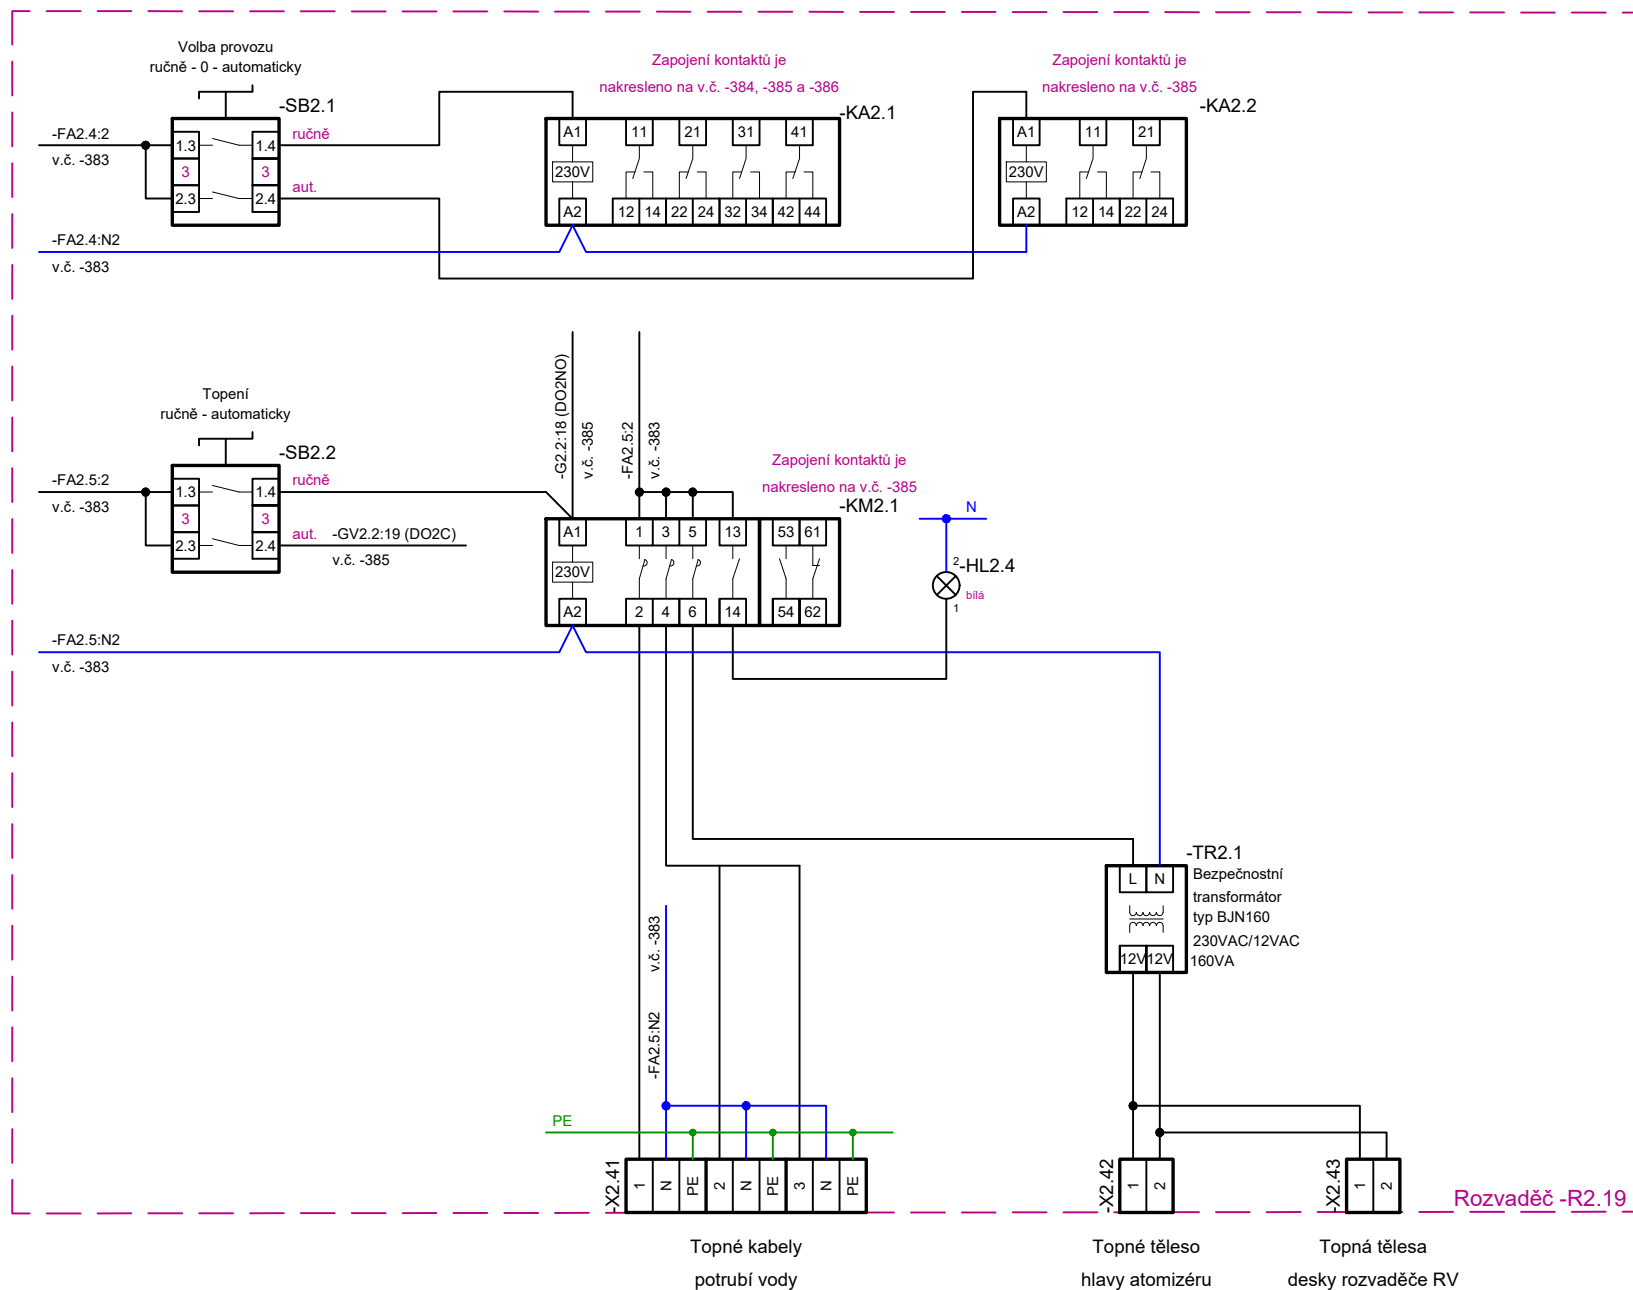 Volba provozu
ručně - 0 - automaticky
-SB2.1
-FA2.4:2
v.č. -383
1.3
1.4
ručně
3
3
aut.
2.3
2.4
-FA2.4:N2
v.č. -383
Zapojení kontaktů je
nakresleno na v.č. -384, -385 a -386
-KA2.1
A1
11
21
31
41
230V
A2
12
14
22
24
32
34
42
44
Zapojení kontaktů je
nakresleno na v.č. -385
-KA2.2
A1
11
21
230V
A2
12
14
22
24
Topení
ručně - automaticky
-SB2.2
-FA2.5:2
v.č. -383
1.3
1.4
ručně
3
3
aut.
-GV2.2:19 (DO2C)
2.3
2.4
v.č. -385
-G2.2:18 (DO2NO)
v.č. -385
-FA2.5:2
v.č. -383
Zapojení kontaktů je
nakresleno na v.č. -385
-KM2.1
A1
1
3
5
13
53
61
230V
A2
2
4
6
14
54
62
N
2
-HL2.4
bílá
1
-FA2.5:N2
v.č. -383
-TR2.1
L
N
Bezpečnostní
transformátor
typ BJN160
230VAC/12VAC
160VA
12V
12V
v.č. -383
-FA2.5:N2
PE
-X2.41
1
N
PE
2
N
PE
3
N
PE
-X2.42
1
2
-X2.43
1
2
Rozvaděč -R2.19
Topné kabely
potrubí vody
Topné těleso
hlavy atomizéru
Topná tělesa
desky rozvaděče RV